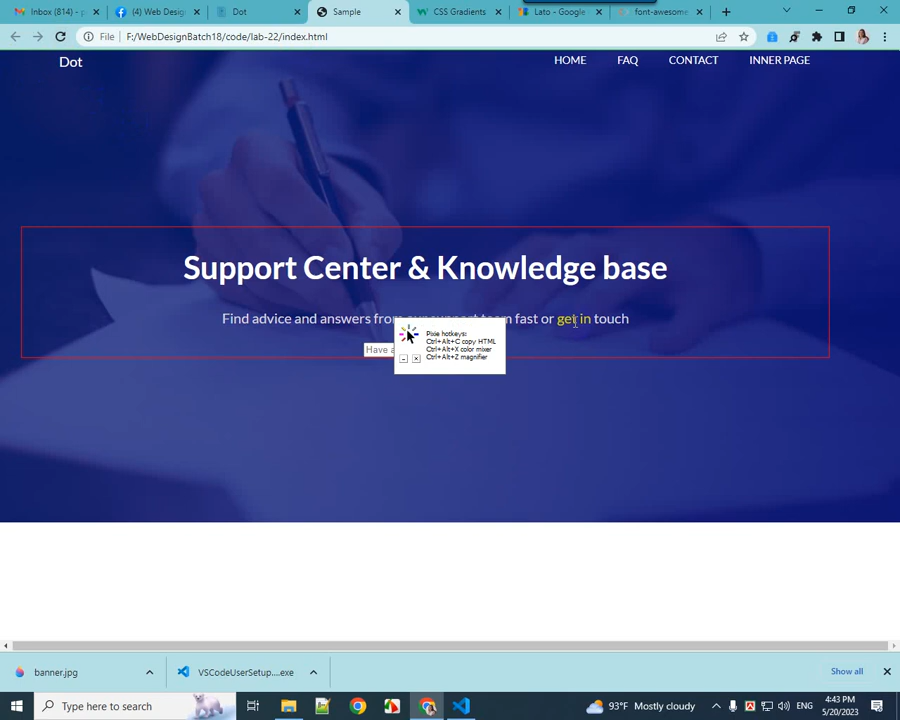 Inbox (814) - p
(4) Web Desig
Dot
Sample
CSS Gradients
Lato - Google
font-awesome
File
F:/WebDesignBatch18/code/lab-22/index.html
Dot
HOME
FAQ
CONTACT
INNER PAGE
Support Center & Knowledge base
Find advice and answers from our support team fast or get in touch
Have a
Pixie hotkeys:
Ctrl+Alt+C copy HTML
Ctrl+Alt+X color mixer
Ctrl+Alt+Z magnifier
banner.jpg
VSCodeUserSetup....exe
Show all
Type here to search
93°F Mostly cloudy
ENG
4:43 PM
5/20/2023